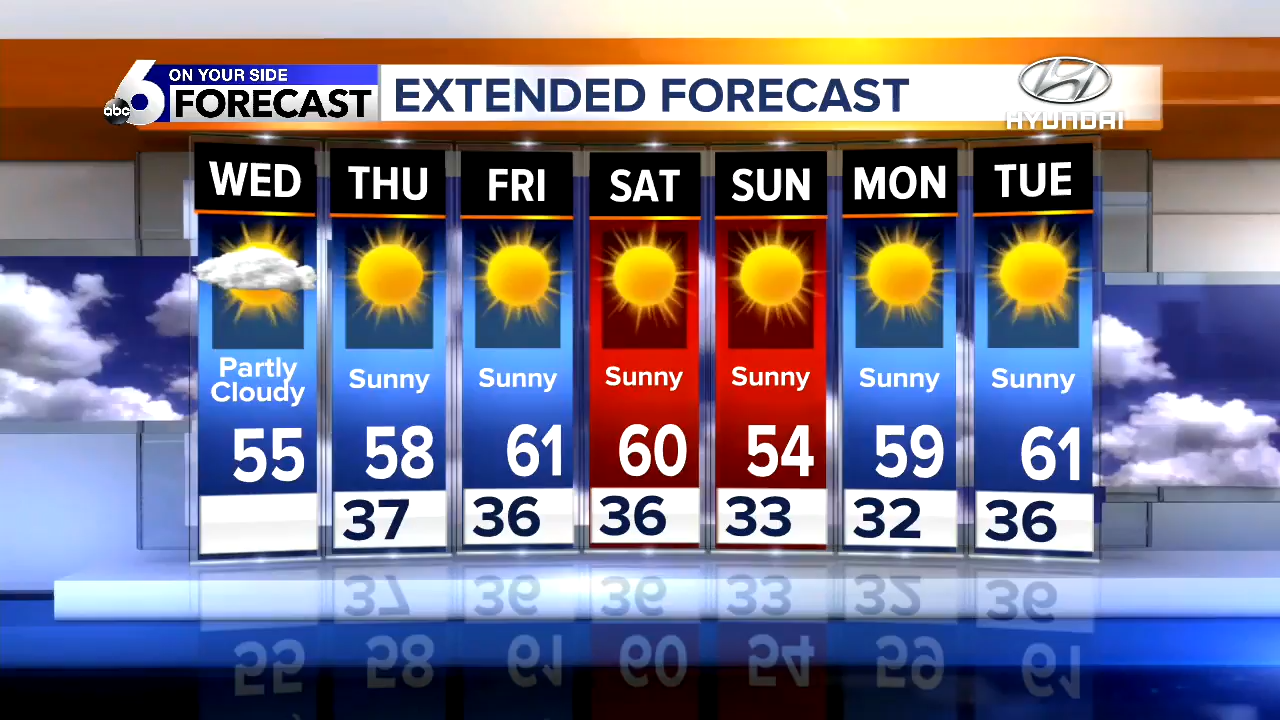 ON YOUR SIDE
abc 6 FORECAST
EXTENDED FORECAST
HYUNDAI
WED THU FRI SAT SUN MON TUE
Partly
Cloudy Sunny Sunny Sunny Sunny Sunny Sunny
55 58 61 60 54 59 61
37 36 36 33 32 36